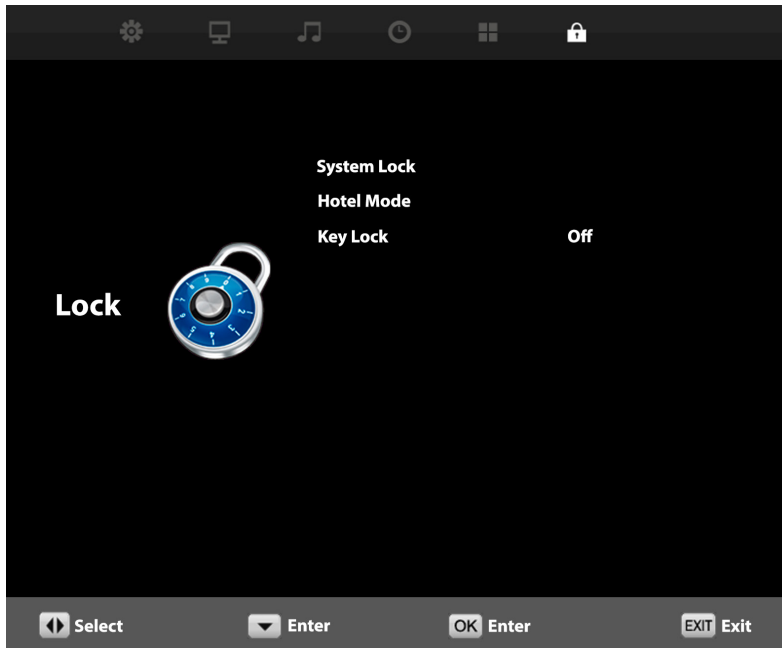 System Lock
Hotel Mode
Key Lock Off
Lock
Select Enter OK Enter EXIT Exit